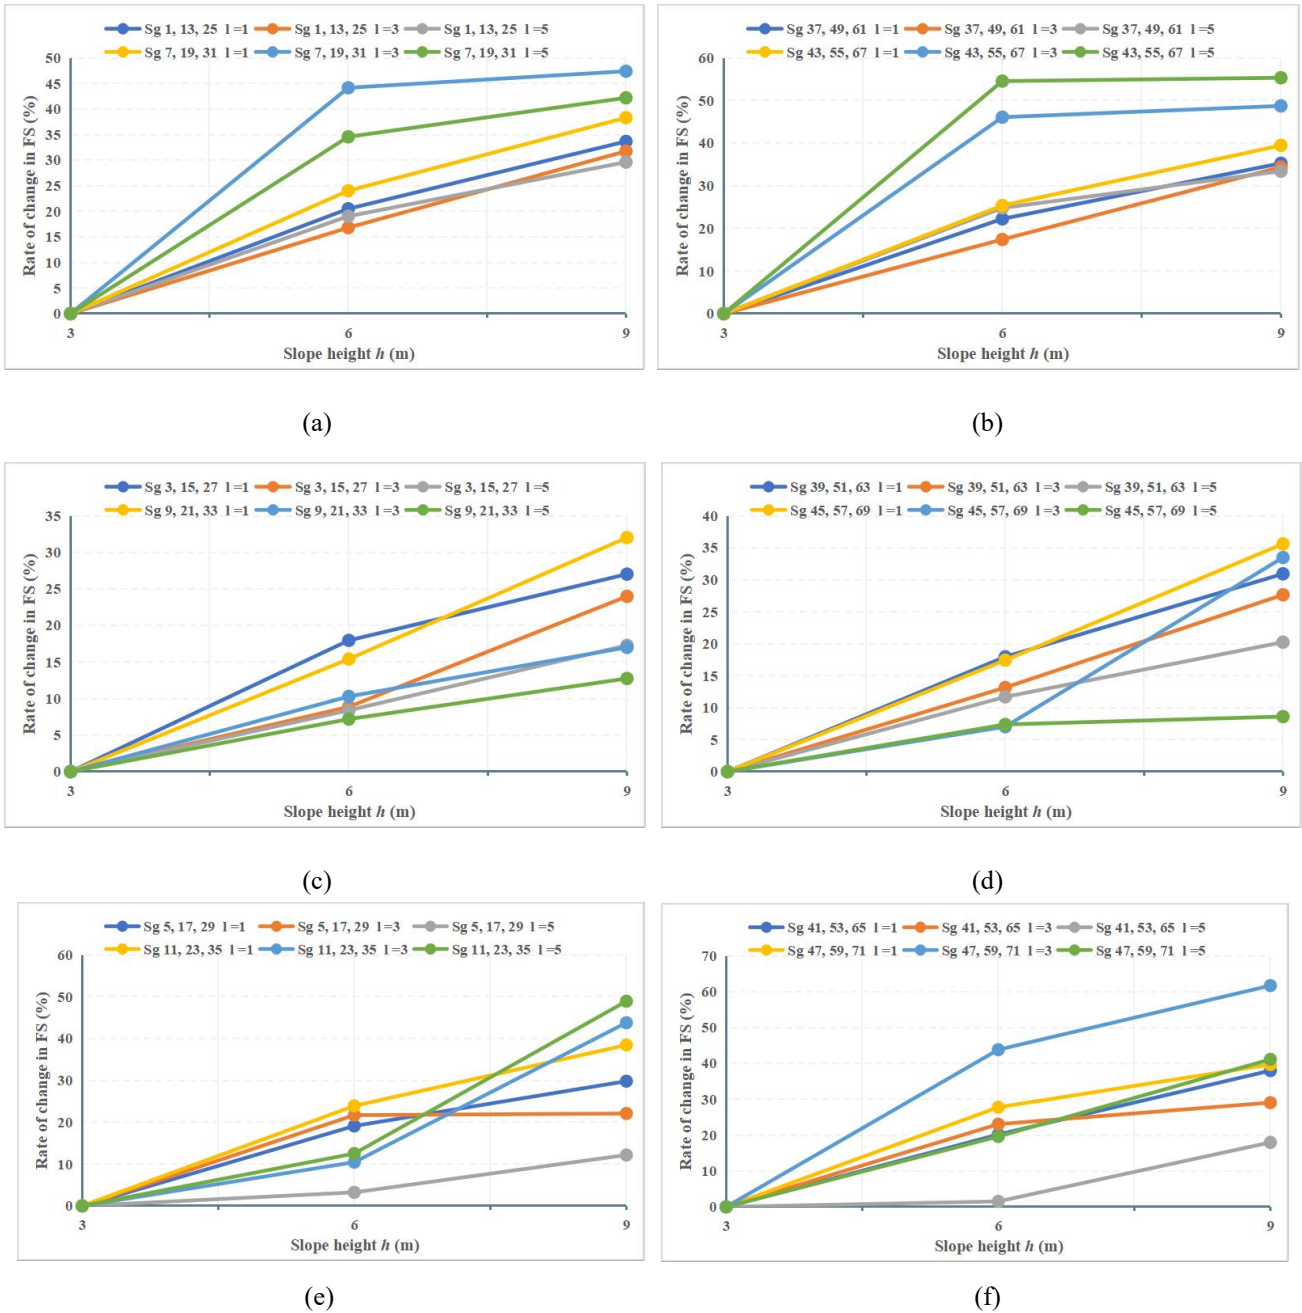 Sg 1, 13, 25 l=1 Sg 1, 13, 25 l=3 Sg 1, 13, 25 l=5
Sg 7, 19, 31 l=1 Sg 7, 19, 31 l=3 Sg 7, 19, 31 l=5
50
45
40
35
30
25
20
15
10
5
0
Rate of change in FS (%)
3 6 9
Slope height h (m)
(a)
Sg 37, 49, 61 l=1 Sg 37, 49, 61 l=3 Sg 37, 49, 61 l=5
Sg 43, 55, 67 l=1 Sg 43, 55, 67 l=3 Sg 43, 55, 67 l=5
60
50
40
30
20
10
0
Rate of change in FS (%)
3 6 9
Slope height h (m)
(b)
Sg 3, 15, 27 l=1 Sg 3, 15, 27 l=3 Sg 3, 15, 27 l=5
Sg 9, 21, 33 l=1 Sg 9, 21, 33 l=3 Sg 9, 21, 33 l=5
35
30
25
20
15
10
5
0
Rate of change in FS (%)
3 6 9
Slope height h (m)
(c)
Sg 39, 51, 63 l=1 Sg 39, 51, 63 l=3 Sg 39, 51, 63 l=5
Sg 45, 57, 69 l=1 Sg 45, 57, 69 l=3 Sg 45, 57, 69 l=5
40
35
30
25
20
15
10
5
0
Rate of change in FS (%)
3 6 9
Slope height h (m)
(d)
Sg 5, 17, 29 l=1 Sg 5, 17, 29 l=3 Sg 5, 17, 29 l=5
Sg 11, 23, 35 l=1 Sg 11, 23, 35 l=3 Sg 11, 23, 35 l=5
60
50
40
30
20
10
0
Rate of change in FS (%)
3 6 9
Slope height h (m)
(e)
Sg 41, 53, 65 l=1 Sg 41, 53, 65 l=3 Sg 41, 53, 65 l=5
Sg 47, 59, 71 l=1 Sg 47, 59, 71 l=3 Sg 47, 59, 71 l=5
70
60
50
40
30
20
10
0
Rate of change in FS (%)
3 6 9
Slope height h (m)
(f)